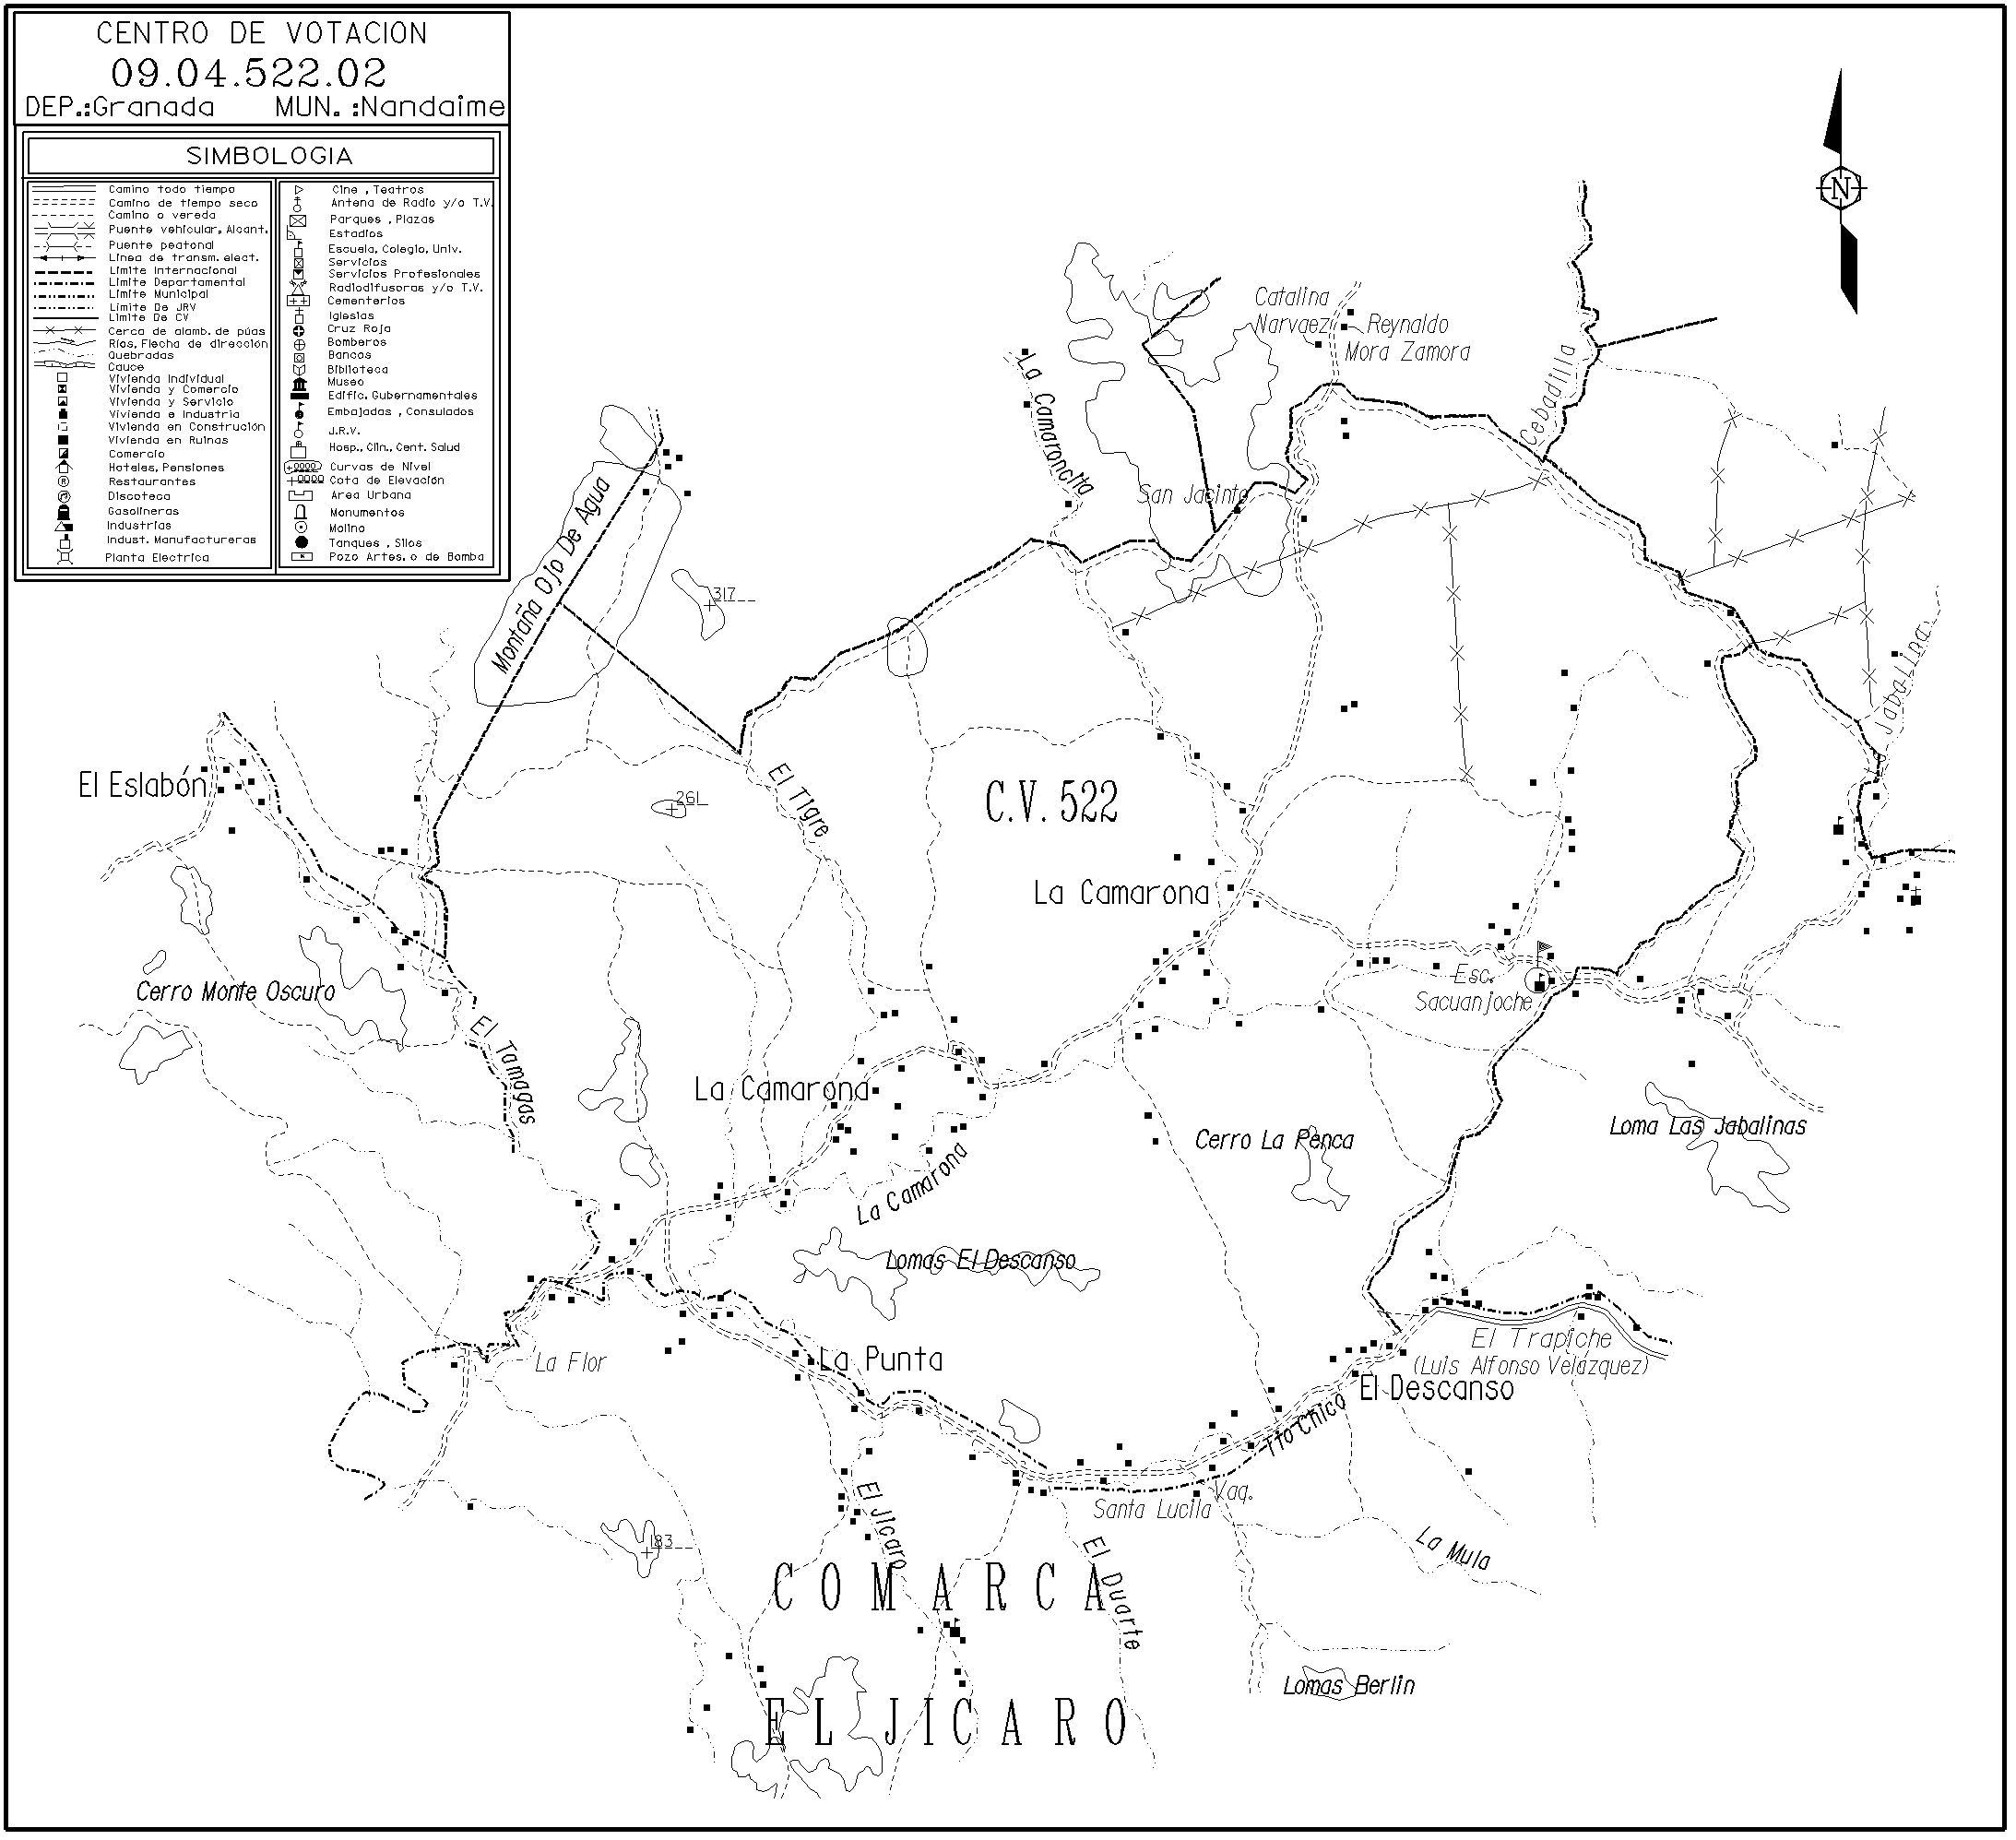 CENTRO DE VOTACION
09.04.522.02
DEP.:Granada MUN. :Nandaime
SIMBOLOGIA
Camino todo tiempo
Camino de tiempo seco
Camino o vereda
Puente vehicular, Alcant.
Puente peatonal
Linea de transm. elect.
Limite Internacional
Limite Departamental
Limite Municipal
Limite De JRV
Limite De CV
Cerca de alamb. de púas
Ríos, Flecha de dirección
Quebradas
Cauce
Vivienda Individual
Vivienda y Comercio
Vivienda y Servicio
Vivienda e Industria
Vivienda en Construción
Vivienda en Ruinas
Comercio
Hoteles, Pensiones
Restaurantes
Discoteca
Gasolineras
Industrias
Indust. Manufactureras
Planta Electrica
Cine , Teatros
Antena de Radio y/o T.V.
Parques , Plazas
Estadios
Escuela, Colegio, Univ.
Servicios
Servicios Profesionales
Radiodifusoras y/o T.V.
Cementerios
Iglesias
Cruz Roja
Bomberos
Bancos
Biblioteca
Museo
Edific. Gubernamentales
Embajadas , Consulados
J.R.V.
Hosp., Clin., Cent. Salud
Curvas de Nivel
Cota de Elevación
Area Urbana
Monumentos
Molino
Tanques , Silos
Pozo Artes. o de Bomba
N
Catalina
Narvaez
Reynaldo
Mora Zamora
La Camaroncita
Cebadilla
San Jacinto
Montaña Ojo De Agua
317
La Jabalina
El Eslabón
El Tigre
261
C.V. 522
La Camarona
Cerro Monte Oscuro
Esc.
Sacuanjoche
El Tamagas
La Camarona
Loma Las Jabalinas
Cerro La Penca
La Camarona
Lomas El Descanso
El Trapiche
(Luis Alfonso Velázquez)
La Flor
La Punta
El Descanso
Tio Chico
Santa Lucila
Vaq.
El Jicaro
El Duarte
La Mula
183
COMARCA
EL JICARO
Lomas Berlin